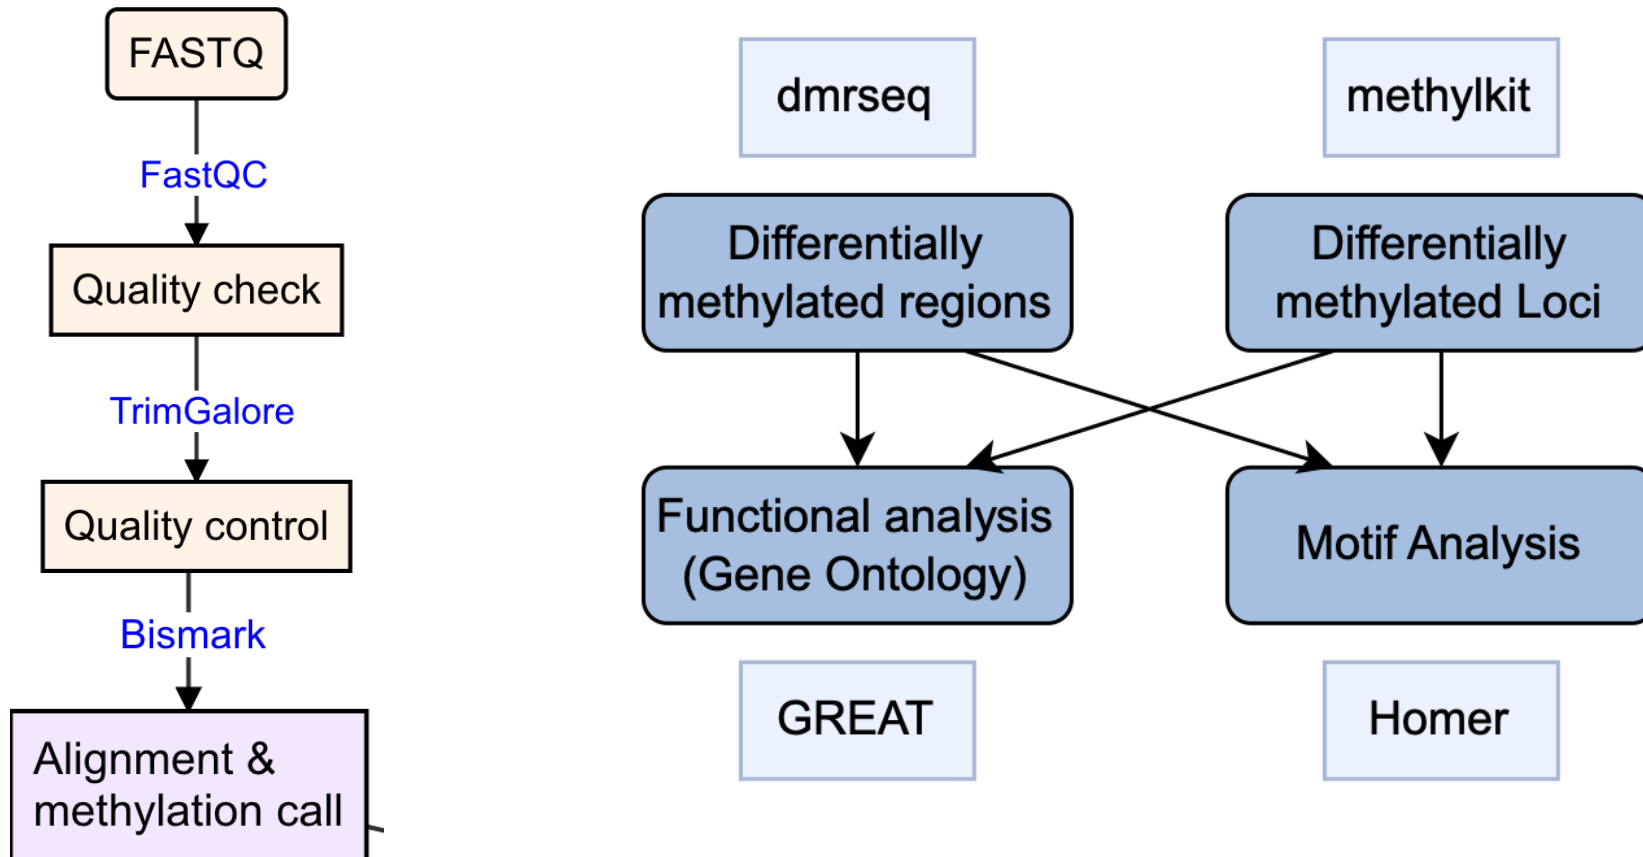 FASTQ
FastQC
Quality check
TrimGalore
Quality control
Bismark
Alignment &
methylation call
dmrseq
methylkit
Differentially
methylated regions
Differentially
methylated Loci
Functional analysis
(Gene Ontology)
Motif Analysis
GREAT
Homer